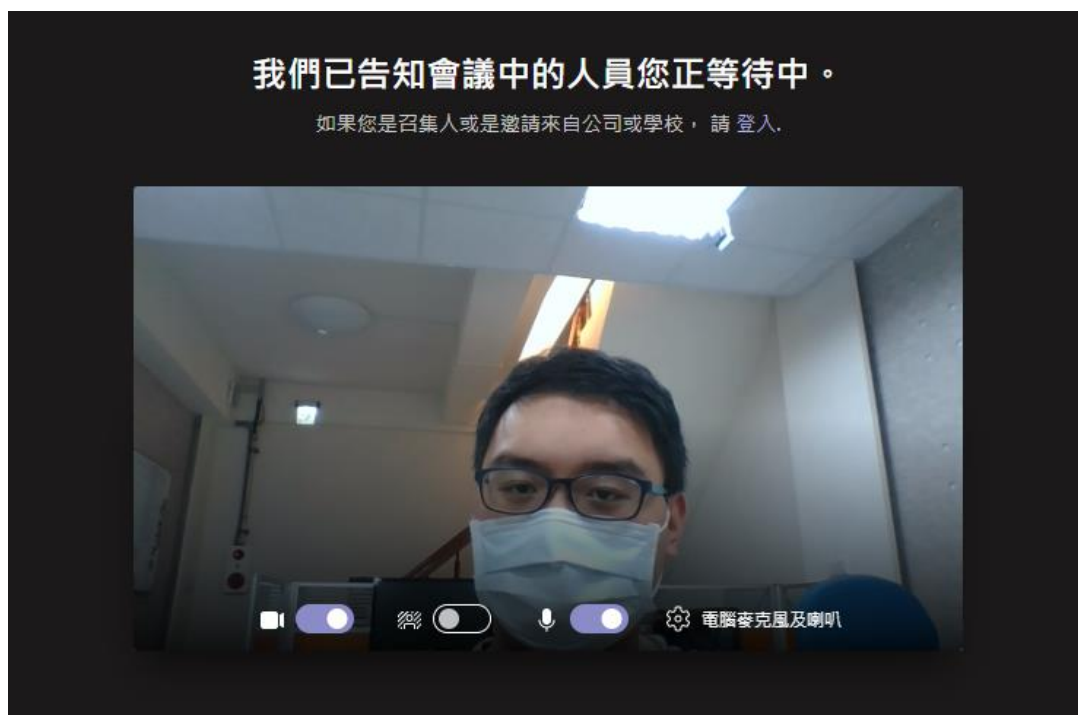 我們已告知會議中的人員您正等待中。
如果您是召集人或是邀請來自公司或學校，請 登入.
電腦麥克風及喇叭